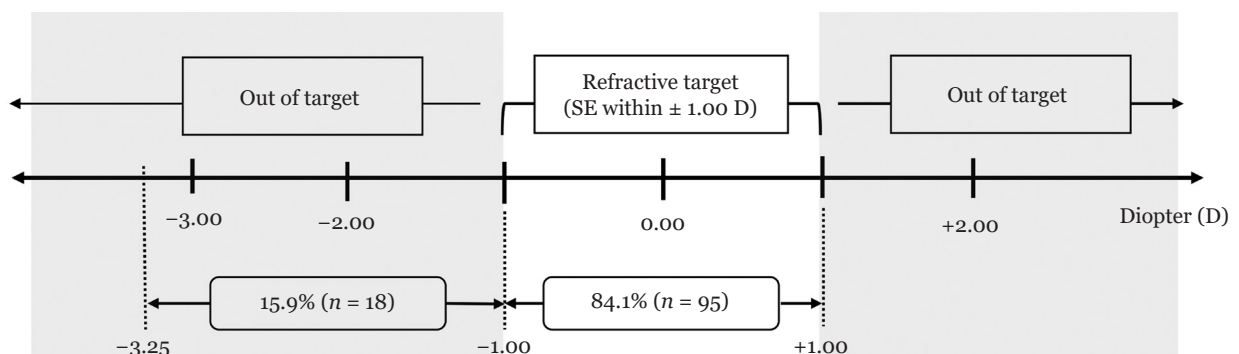 Out of target
Refractive target
(SE within ± 1.00 D)
Out of target
−3.00
−2.00
0.00
+2.00
Diopter (D)
15.9% (n = 18)
84.1% (n = 95)
−3.25
−1.00
+1.00